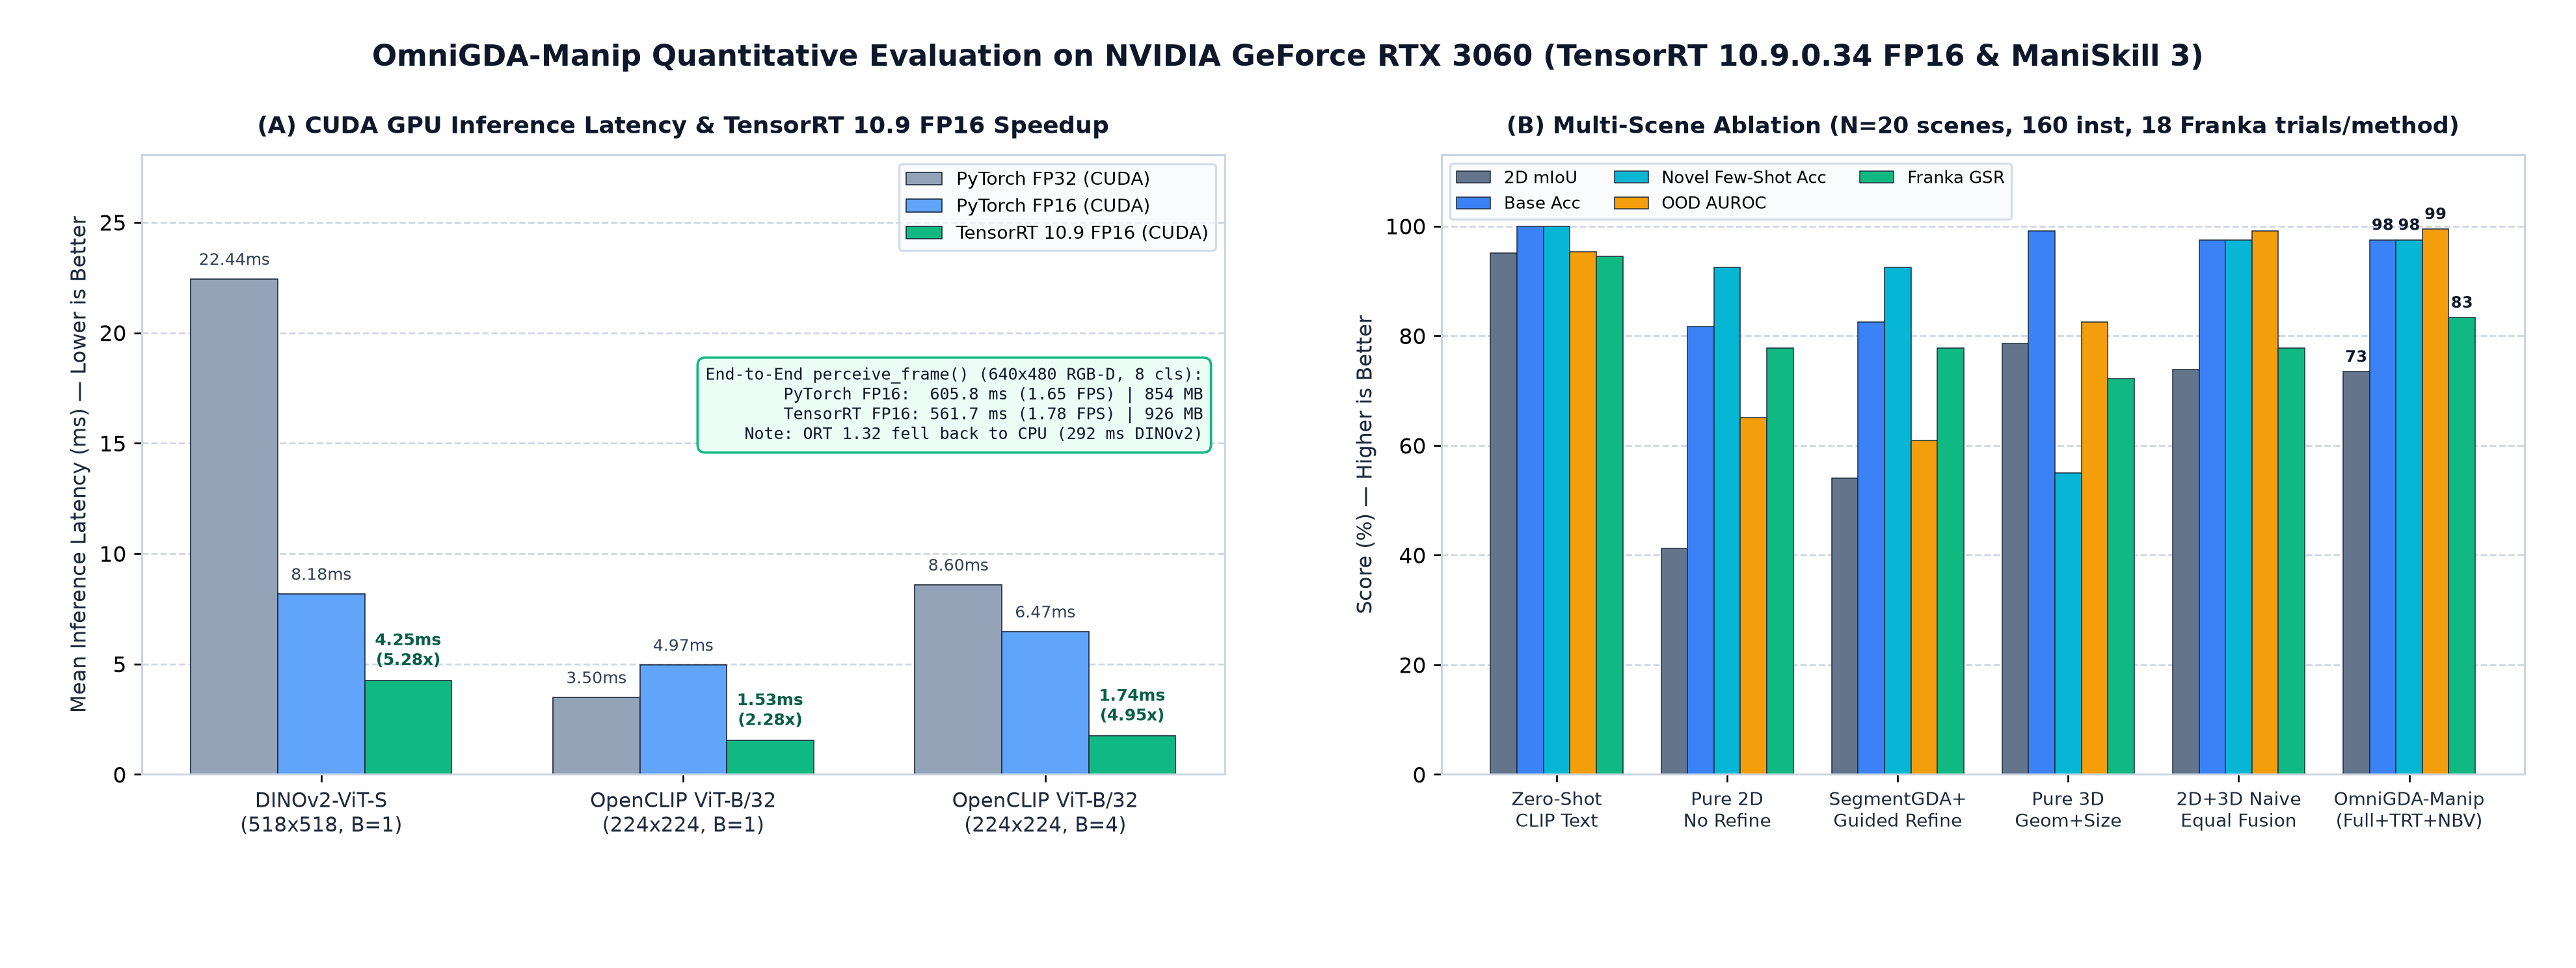 OmniGDA-Manip Quantitative Evaluation on NVIDIA GeForce RTX 3060 (TensorRT 10.9.0.34 FP16 & ManiSkill 3)
(A) CUDA GPU Inference Latency & TensorRT 10.9 FP16 Speedup
Mean Inference Latency (ms) — Lower is Better
25
20
15
10
5
0
PyTorch FP32 (CUDA)
PyTorch FP16 (CUDA)
TensorRT 10.9 FP16 (CUDA)
22.44ms
8.18ms
4.25ms
(5.28x)
3.50ms
4.97ms
1.53ms
(2.28x)
8.60ms
6.47ms
1.74ms
(4.95x)
End-to-End perceive_frame() (640x480 RGB-D, 8 cls):
PyTorch FP16: 605.8 ms (1.65 FPS) | 854 MB
TensorRT FP16: 561.7 ms (1.78 FPS) | 926 MB
Note: ORT 1.32 fell back to CPU (292 ms DINOv2)
DINOv2-ViT-S
(518x518, B=1)
OpenCLIP ViT-B/32
(224x224, B=1)
OpenCLIP ViT-B/32
(224x224, B=4)
(B) Multi-Scene Ablation (N=20 scenes, 160 inst, 18 Franka trials/method)
Score (%) — Higher is Better
100
80
60
40
20
0
2D mIoU
Base Acc
Novel Few-Shot Acc
OOD AUROC
Franka GSR
73
98
98
99
83
Zero-Shot
CLIP Text
Pure 2D
No Refine
SegmentGDA+
Guided Refine
Pure 3D
Geom+Size
2D+3D Naive
Equal Fusion
OmniGDA-Manip
(Full+TRT+NBV)